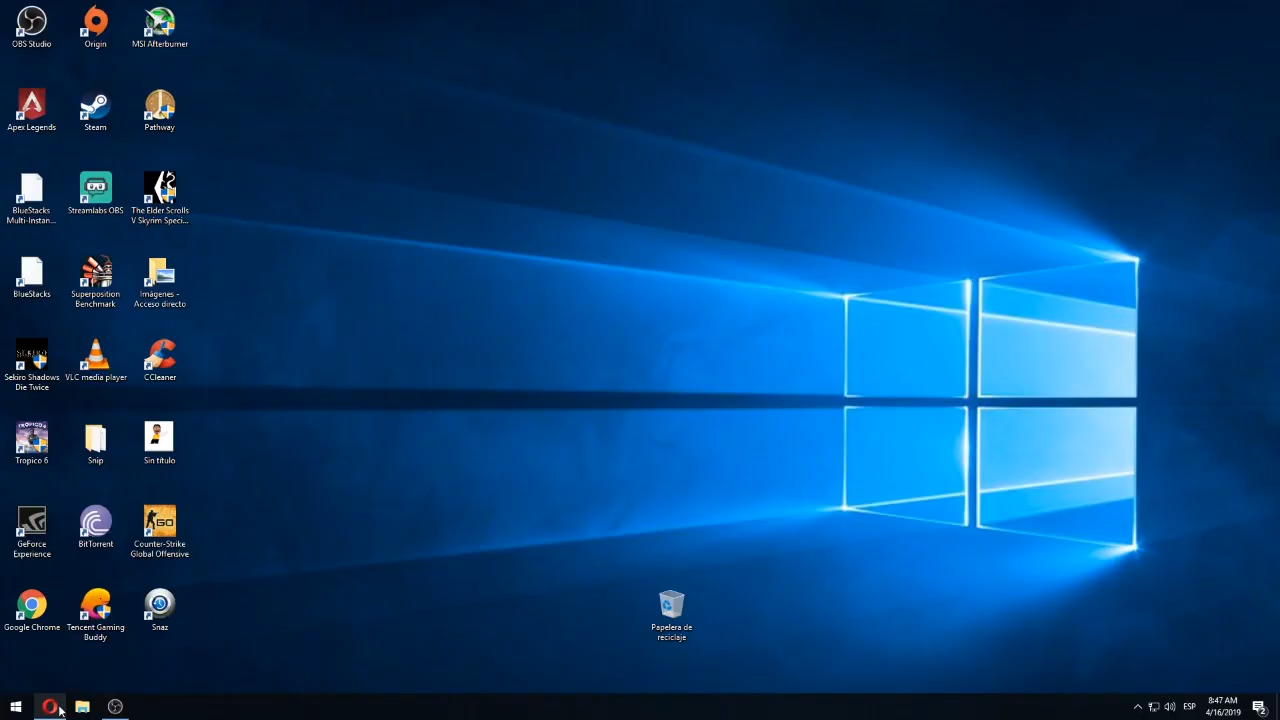 OBS Studio
Origin
MSI Afterburner
Apex Legends
Steam
Pathway
BlueStacks
Multi-Instan...
Streamlabs OBS
The Elder Scrolls
V Skyrim Speci...
BlueStacks
Superposition
Benchmark
Imágenes -
Acceso directo
Sekiro Shadows
Die Twice
VLC media player
CCleaner
Tropico 6
Snip
Sin título
GeForce
Experience
BitTorrent
GO
Counter-Strike
Global Offensive
Google Chrome
Tencent Gaming
Buddy
Snaz
Papelera de
reciclaje
ESP
8:47 AM
4/16/2019
2